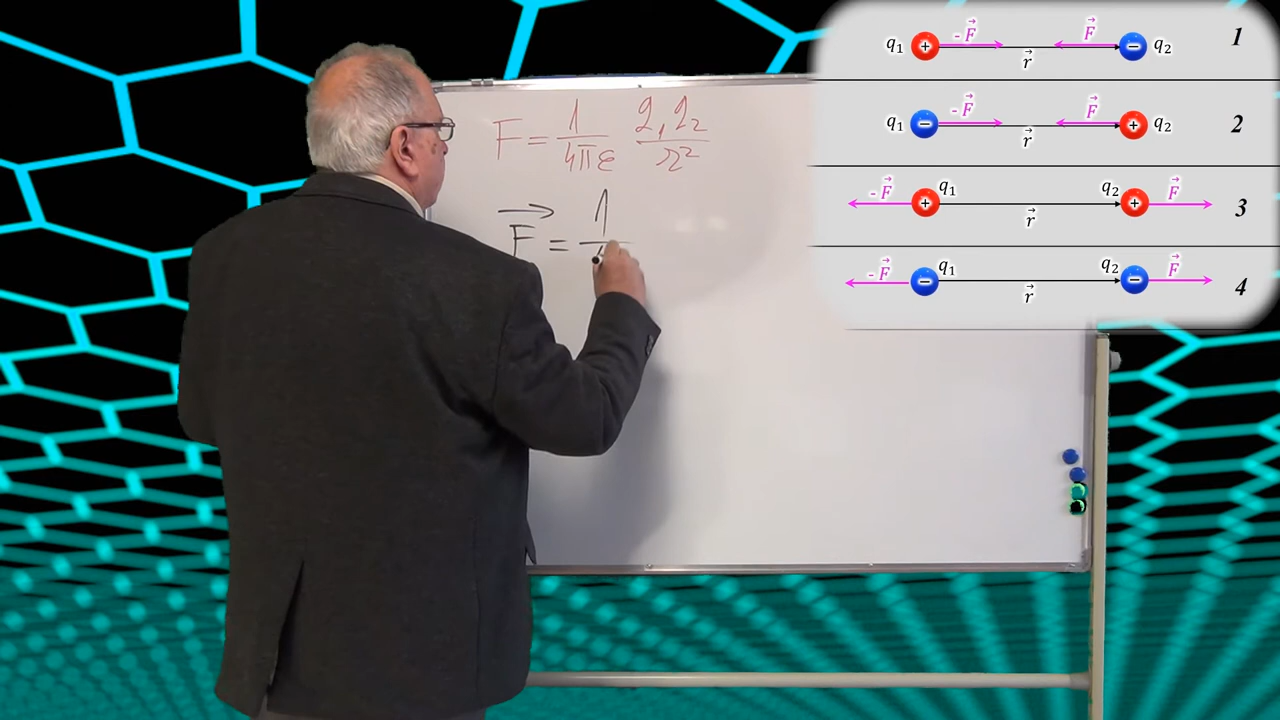 F = 1/4πε q₁q₂/r²
F⃗ = 1
q₁ + -F⃗ r⃗ F⃗ − q₂ 1
q₁ − -F⃗ r⃗ F⃗ + q₂ 2
-F⃗ + q₁ r⃗ q₂ + F⃗ 3
-F⃗ − q₁ r⃗ q₂ − F⃗ 4